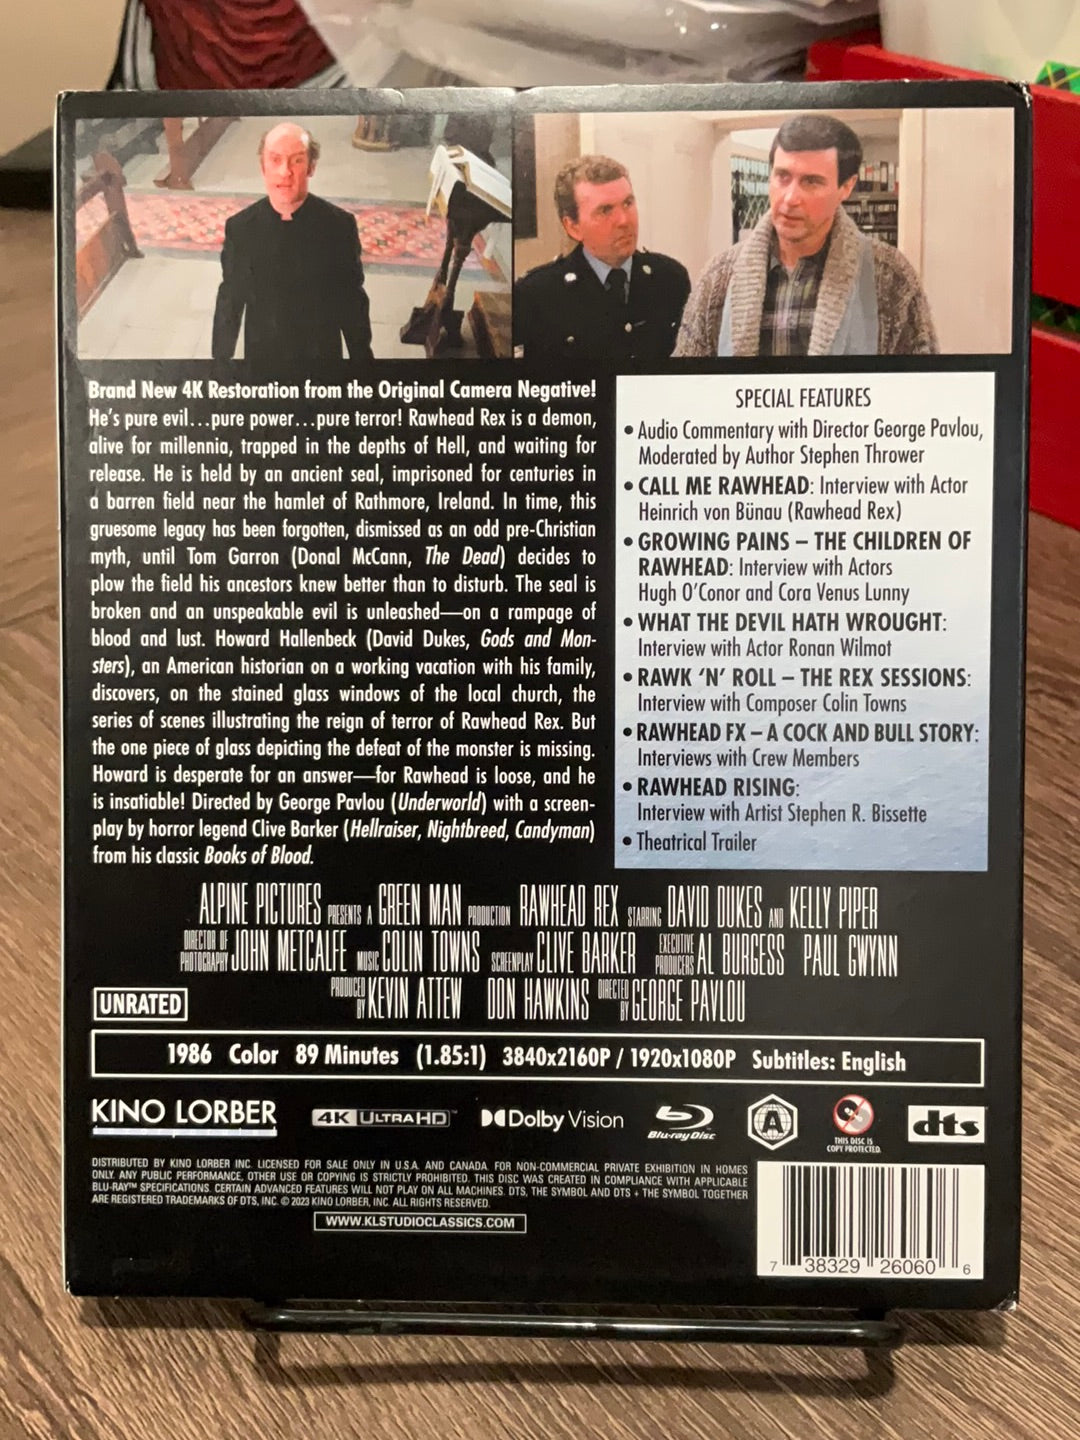 Brand New 4K Restoration from the Original Camera Negative!
He's pure evil...pure power...pure terror! Rawhead Rex is a demon,
alive for millennia, trapped in the depths of Hell, and waiting for
release. He is held by an ancient seal, imprisoned for centuries in
a barren field near the hamlet of Rathmore, Ireland. In time, this
gruesome legacy has been forgotten, dismissed as an odd pre-Christian
myth, until Tom Garron (Donal McCann, The Dead) decides to
plow the field his ancestors knew better than to disturb. The seal is
broken and an unspeakable evil is unleashed—on a rampage of
blood and lust. Howard Hallenbeck (David Dukes, Gods and Mon-
sters), an American historian on a working vacation with his family,
discovers, on the stained glass windows of the local church, the
series of scenes illustrating the reign of terror of Rawhead Rex. But
the one piece of glass depicting the defeat of the monster is missing.
Howard is desperate for an answer—for Rawhead is loose, and he
is insatiable! Directed by George Pavlou (Underworld) with a screen-
play by horror legend Clive Barker (Hellraiser, Nightbreed, Candyman)
from his classic Books of Blood.
SPECIAL FEATURES
• Audio Commentary with Director George Pavlou,
Moderated by Author Stephen Thrower
• CALL ME RAWHEAD: Interview with Actor
Heinrich von Bünau (Rawhead Rex)
• GROWING PAINS – THE CHILDREN OF
RAWHEAD: Interview with Actors
Hugh O'Conor and Cora Venus Lunny
• WHAT THE DEVIL HATH WROUGHT:
Interview with Actor Ronan Wilmot
• RAWK 'N' ROLL – THE REX SESSIONS:
Interview with Composer Colin Towns
• RAWHEAD FX – A COCK AND BULL STORY:
Interviews with Crew Members
• RAWHEAD RISING:
Interview with Artist Stephen R. Bissette
• Theatrical Trailer
ALPINE PICTURES PRESENTS A GREEN MAN PRODUCTION RAWHEAD REX STARRING DAVID DUKES AND KELLY PIPER
DIRECTOR OF PHOTOGRAPHY JOHN METCALFE MUSIC COLIN TOWNS SCREENPLAY CLIVE BARKER EXECUTIVE PRODUCERS AL BURGESS PAUL GWYNN
PRODUCED BY KEVIN ATTEW DON HAWKINS DIRECTED BY GEORGE PAVLOU
UNRATED
1986 Color 89 Minutes (1.85:1) 3840x2160P / 1920x1080P Subtitles: English
KINO LORBER 4K ULTRA HD™ Dolby Vision Blu-ray Disc A THIS DISC IS COPY PROTECTED. dts
DISTRIBUTED BY KINO LORBER INC. LICENSED FOR SALE ONLY IN U.S.A. AND CANADA. FOR NON-COMMERCIAL PRIVATE EXHIBITION IN HOMES
ONLY. ANY PUBLIC PERFORMANCE, OTHER USE OR COPYING IS STRICTLY PROHIBITED. THIS DISC WAS CREATED IN COMPLIANCE WITH APPLICABLE
BLU-RAY™ SPECIFICATIONS. CERTAIN ADVANCED FEATURES WILL NOT PLAY ON ALL MACHINES. DTS, THE SYMBOL AND DTS + THE SYMBOL TOGETHER
ARE REGISTERED TRADEMARKS OF DTS, INC. © 2023 KINO LORBER, INC. ALL RIGHTS RESERVED.
WWW.KLSTUDIOCLASSICS.COM
7 38329 26060 6